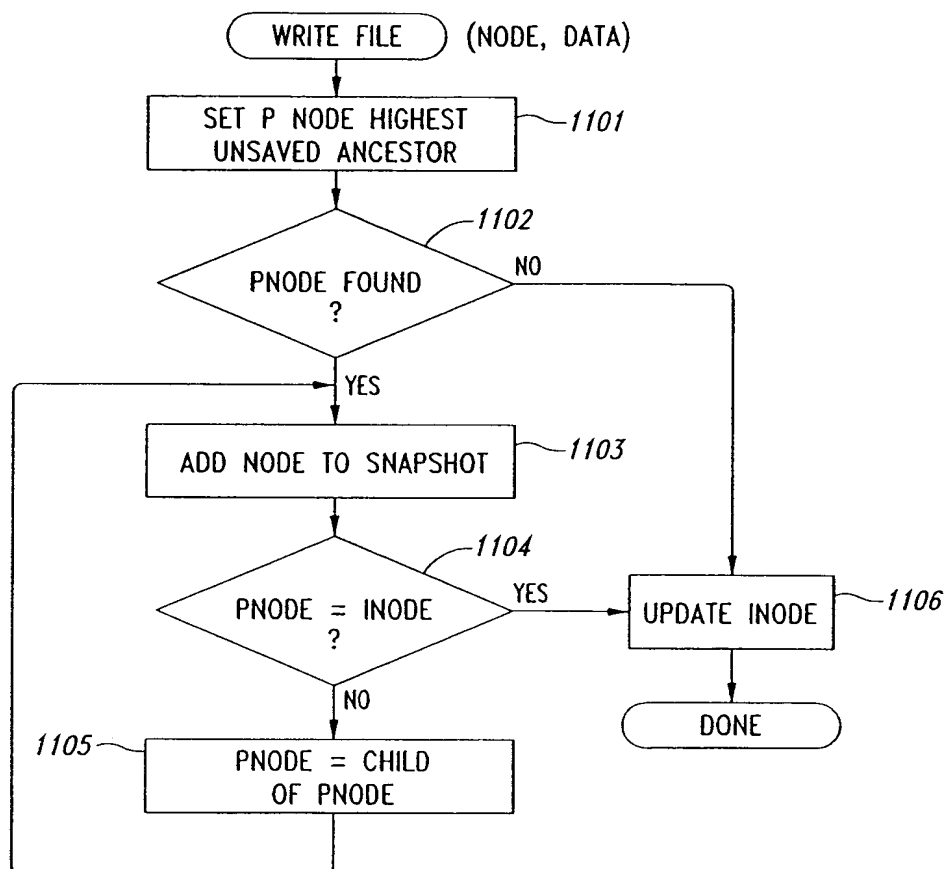 WRITE FILE (NODE, DATA)
SET P NODE HIGHEST
UNSAVED ANCESTOR
1101
1102
PNODE FOUND
?
NO
YES
ADD NODE TO SNAPSHOT
1103
1104
PNODE = INODE
?
YES
UPDATE INODE
1106
NO
DONE
1105
PNODE = CHILD
OF PNODE